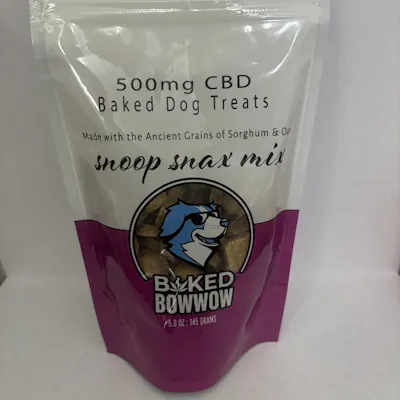 500mg CBD
Baked Dog Treats
Made with the Ancient Grains of Sorghum & Oat
snoop snax mix
BAKED
BOWWOW
5.0 OZ : 145 GRAMS